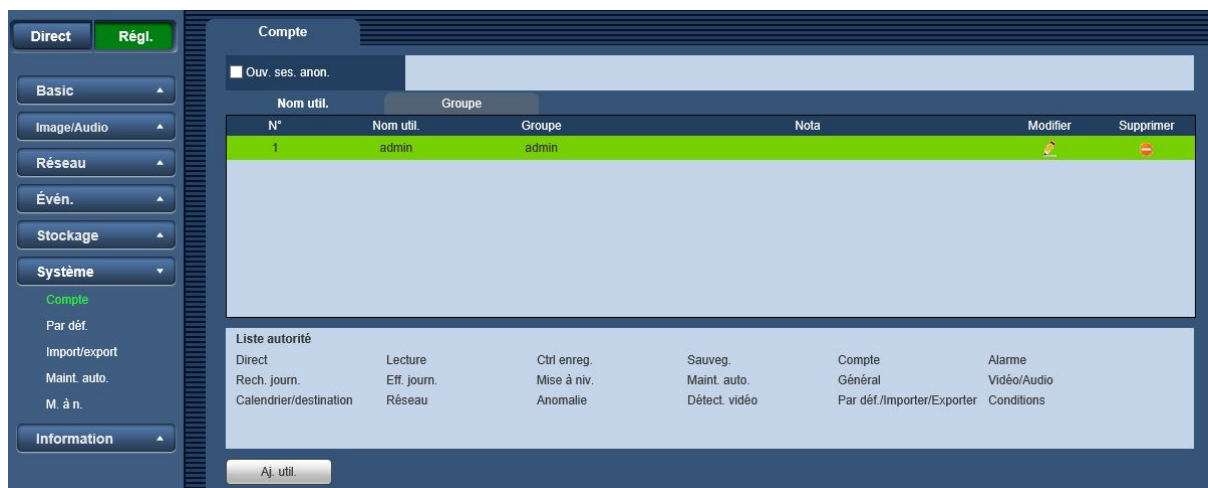 Direct
Régl.
Basic
Image/Audio
Réseau
Évén.
Stockage
Système
Compte
Par déf.
Import/export
Maint. auto.
M. à n.
Information
Compte
Ouv. ses. anon.
Nom util. Groupe
N° Nom util. Groupe Nota Modifier Supprimer
1 admin admin
Liste autorité
Direct Lecture Ctrl enreg. Sauveg. Compte Alarme
Rech. journ. Eff. journ. Mise à niv. Maint. auto. Général Vidéo/Audio
Calendrier/destination Réseau Anomalie Détect. vidéo Par déf./Importer/Exporter Conditions
Aj. util.